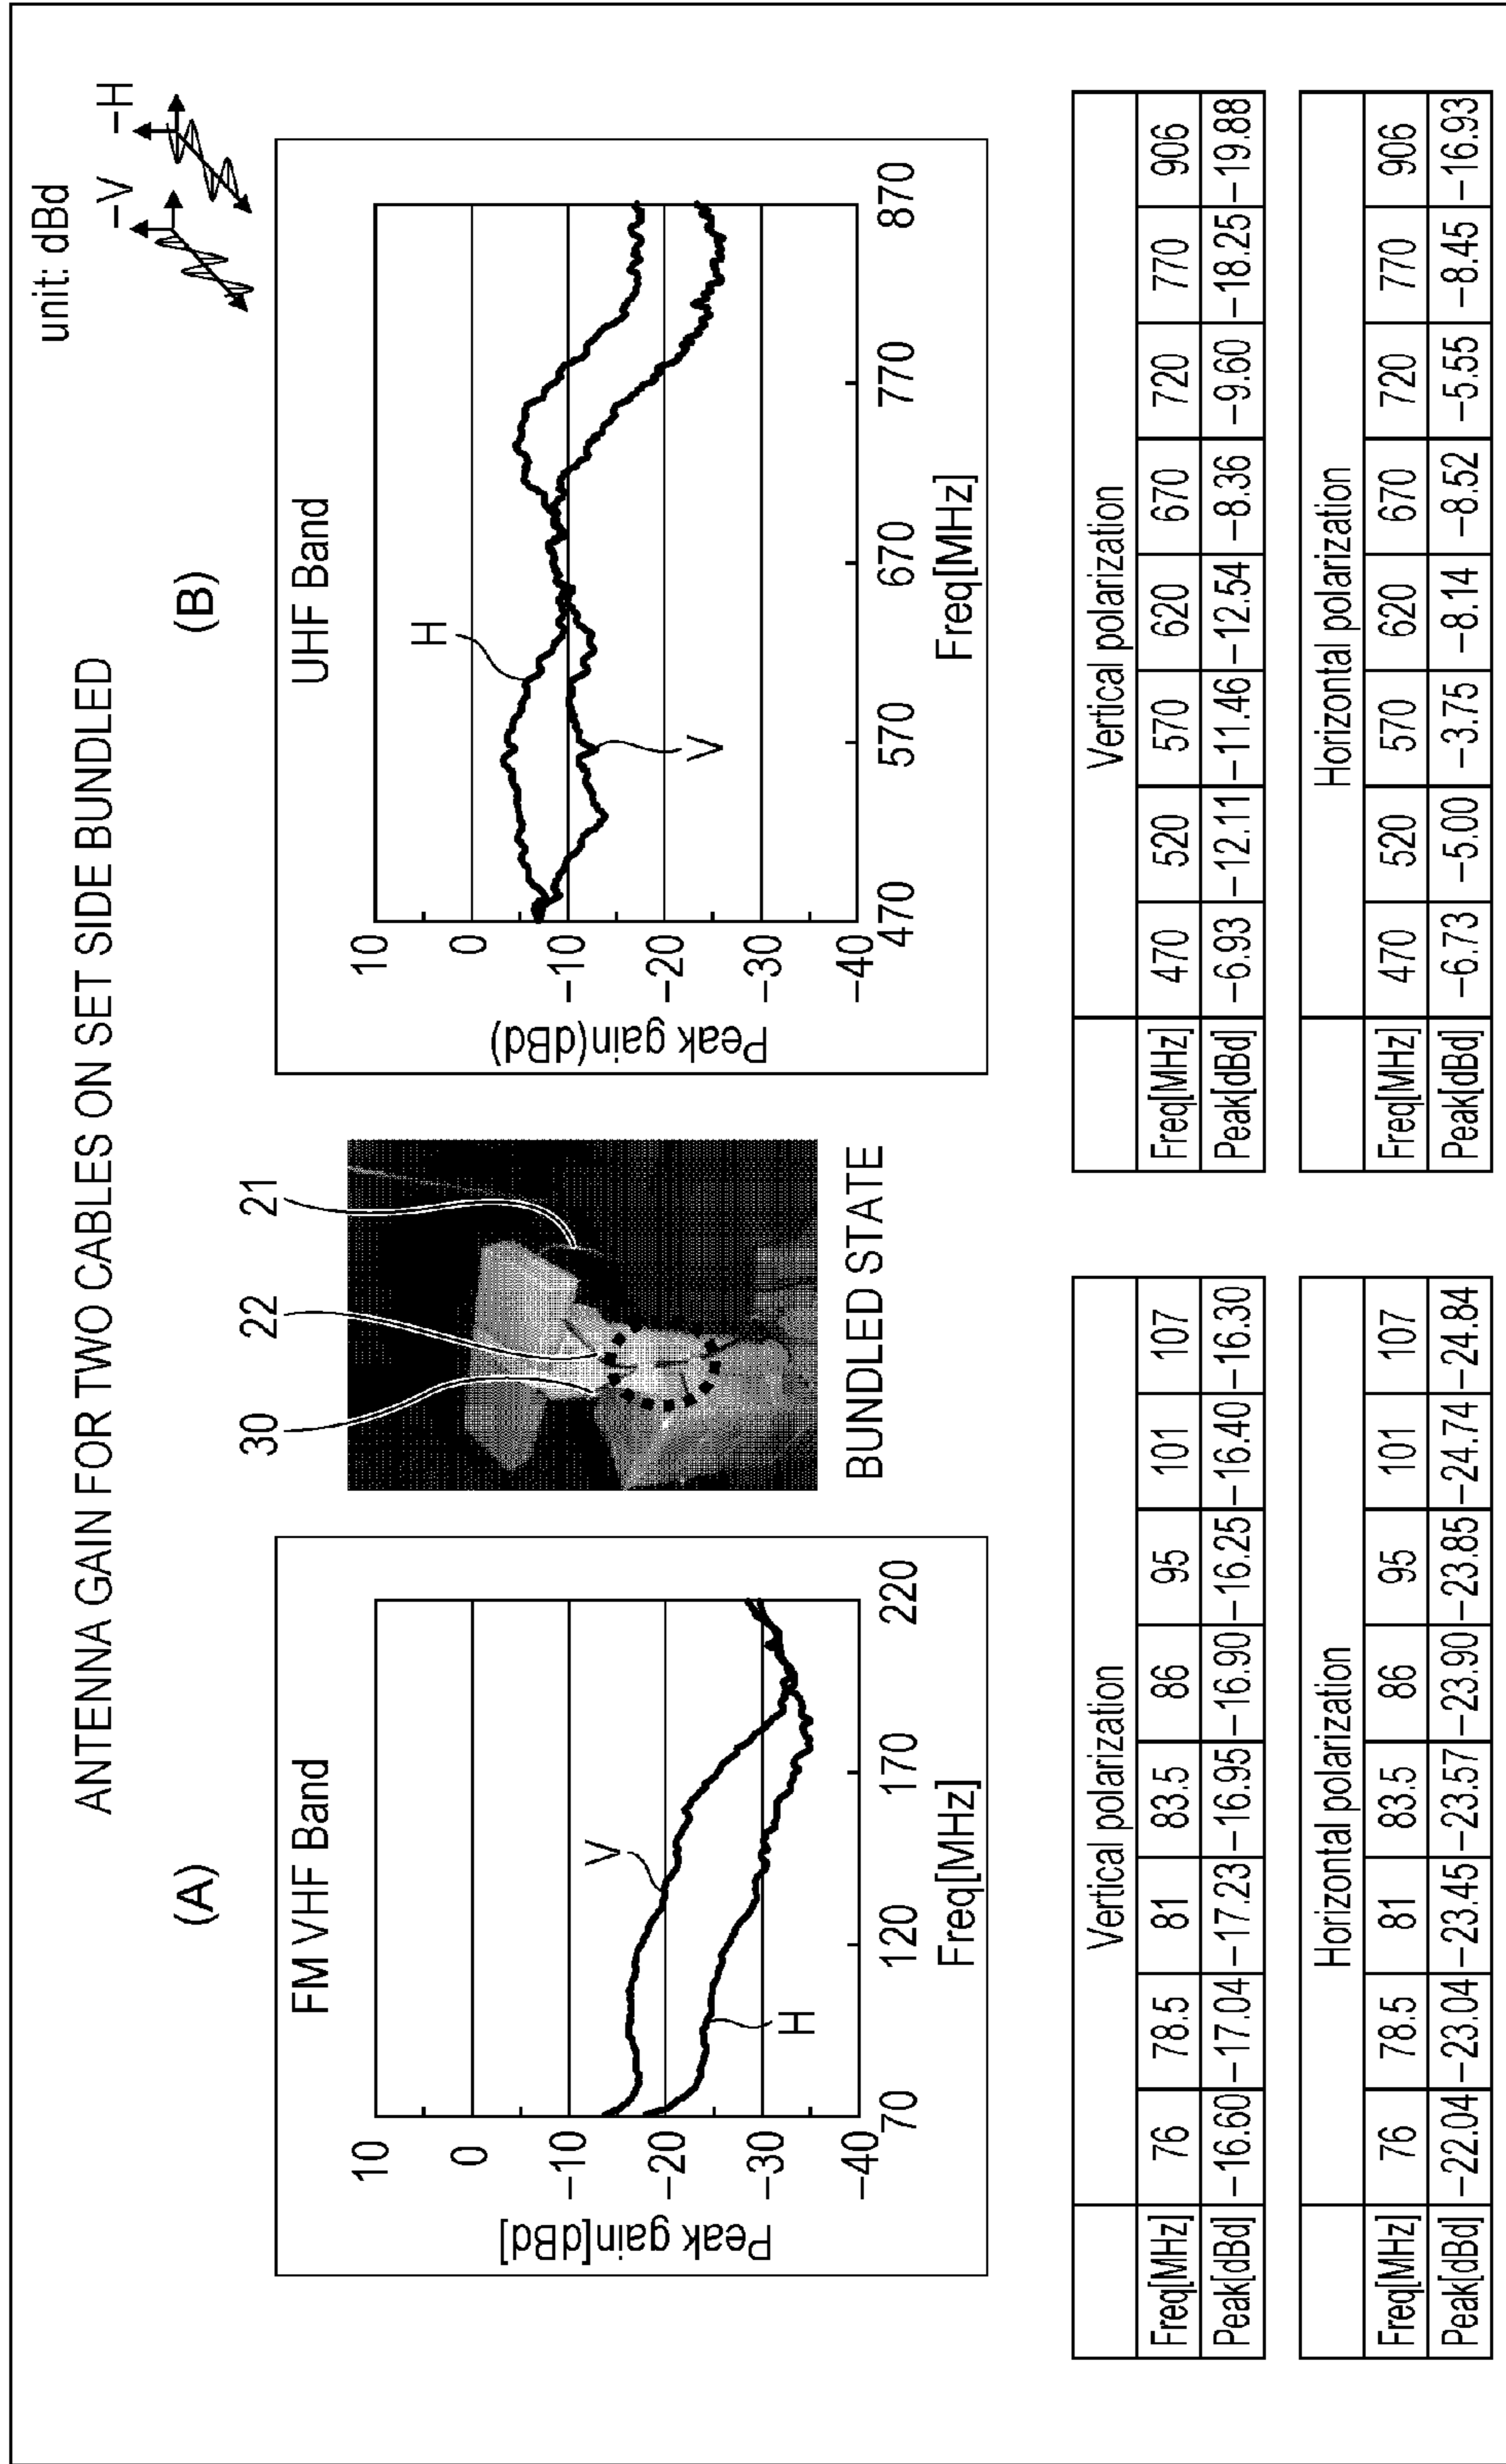 ANTENNA GAIN FOR TWO CABLES ON SET SIDE BUNDLED
unit: dBd
-V -H
(A)
FM VHF Band
Peak gain[dBd]
10
0
-10
-20
-30
-40
70 120 170 220
Freq[MHz]
V
H
30 22 21
BUNDLED STATE
(B)
UHF Band
Peak gain(dBd)
10
0
-10
-20
-30
-40
470 570 670 770 870
Freq[MHz]
H
V
Vertical polarization
Freq[MHz] 76 78.5 81 83.5 86 95 101 107
Peak[dBd] -16.60 -17.04 -17.23 -16.95 -16.90 -16.25 -16.40 -16.30
Horizontal polarization
Freq[MHz] 76 78.5 81 83.5 86 95 101 107
Peak[dBd] -22.04 -23.04 -23.45 -23.57 -23.90 -23.85 -24.74 -24.84
Vertical polarization
Freq[MHz] 470 520 570 620 670 720 770 906
Peak[dBd] -6.93 -12.11 -11.46 -12.54 -8.36 -9.60 -18.25 -19.88
Horizontal polarization
Freq[MHz] 470 520 570 620 670 720 770 906
Peak[dBd] -6.73 -5.00 -3.75 -8.14 -8.52 -5.55 -8.45 -16.93